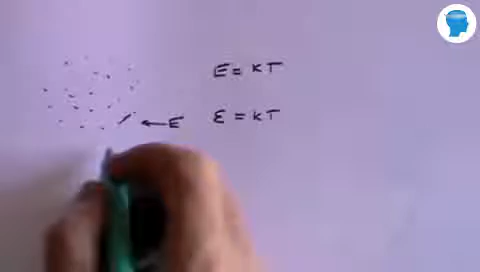 E = KT
← E ε = KT